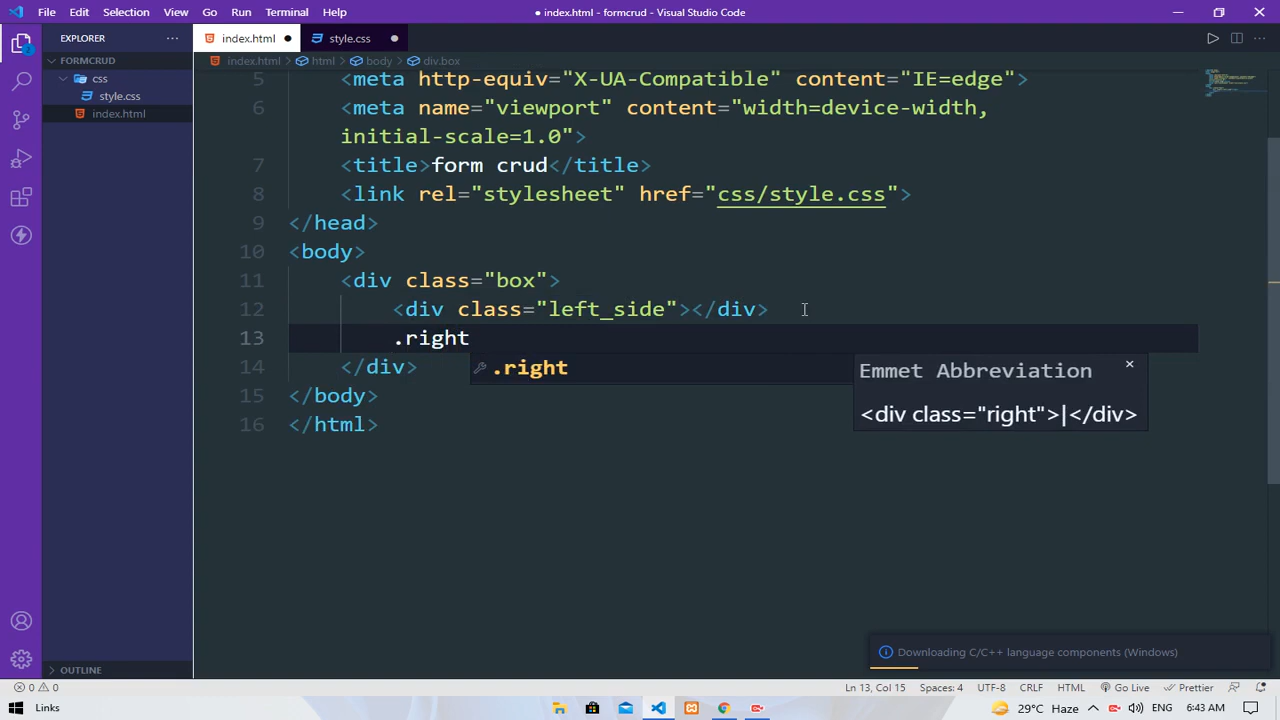 File Edit Selection View Go Run Terminal Help
● index.html - formcrud - Visual Studio Code
EXPLORER
FORMCRUD
css
style.css
index.html
OUTLINE
index.html
style.css
index.html > html > body > div.box
5 <meta http-equiv="X-UA-Compatible" content="IE=edge">
6 <meta name="viewport" content="width=device-width,
initial-scale=1.0">
7 <title>form crud</title>
8 <link rel="stylesheet" href="css/style.css">
9 </head>
10 <body>
11 <div class="box">
12 <div class="left_side"></div>
13 .right
14 </div>
15 </body>
16 </html>
.right
Emmet Abbreviation
<div class="right">|</div>
Downloading C/C++ language components (Windows)
0 0
Ln 13, Col 15 Spaces: 4 UTF-8 CRLF HTML Go Live Prettier
Links
29°C Haze ENG 6:43 AM